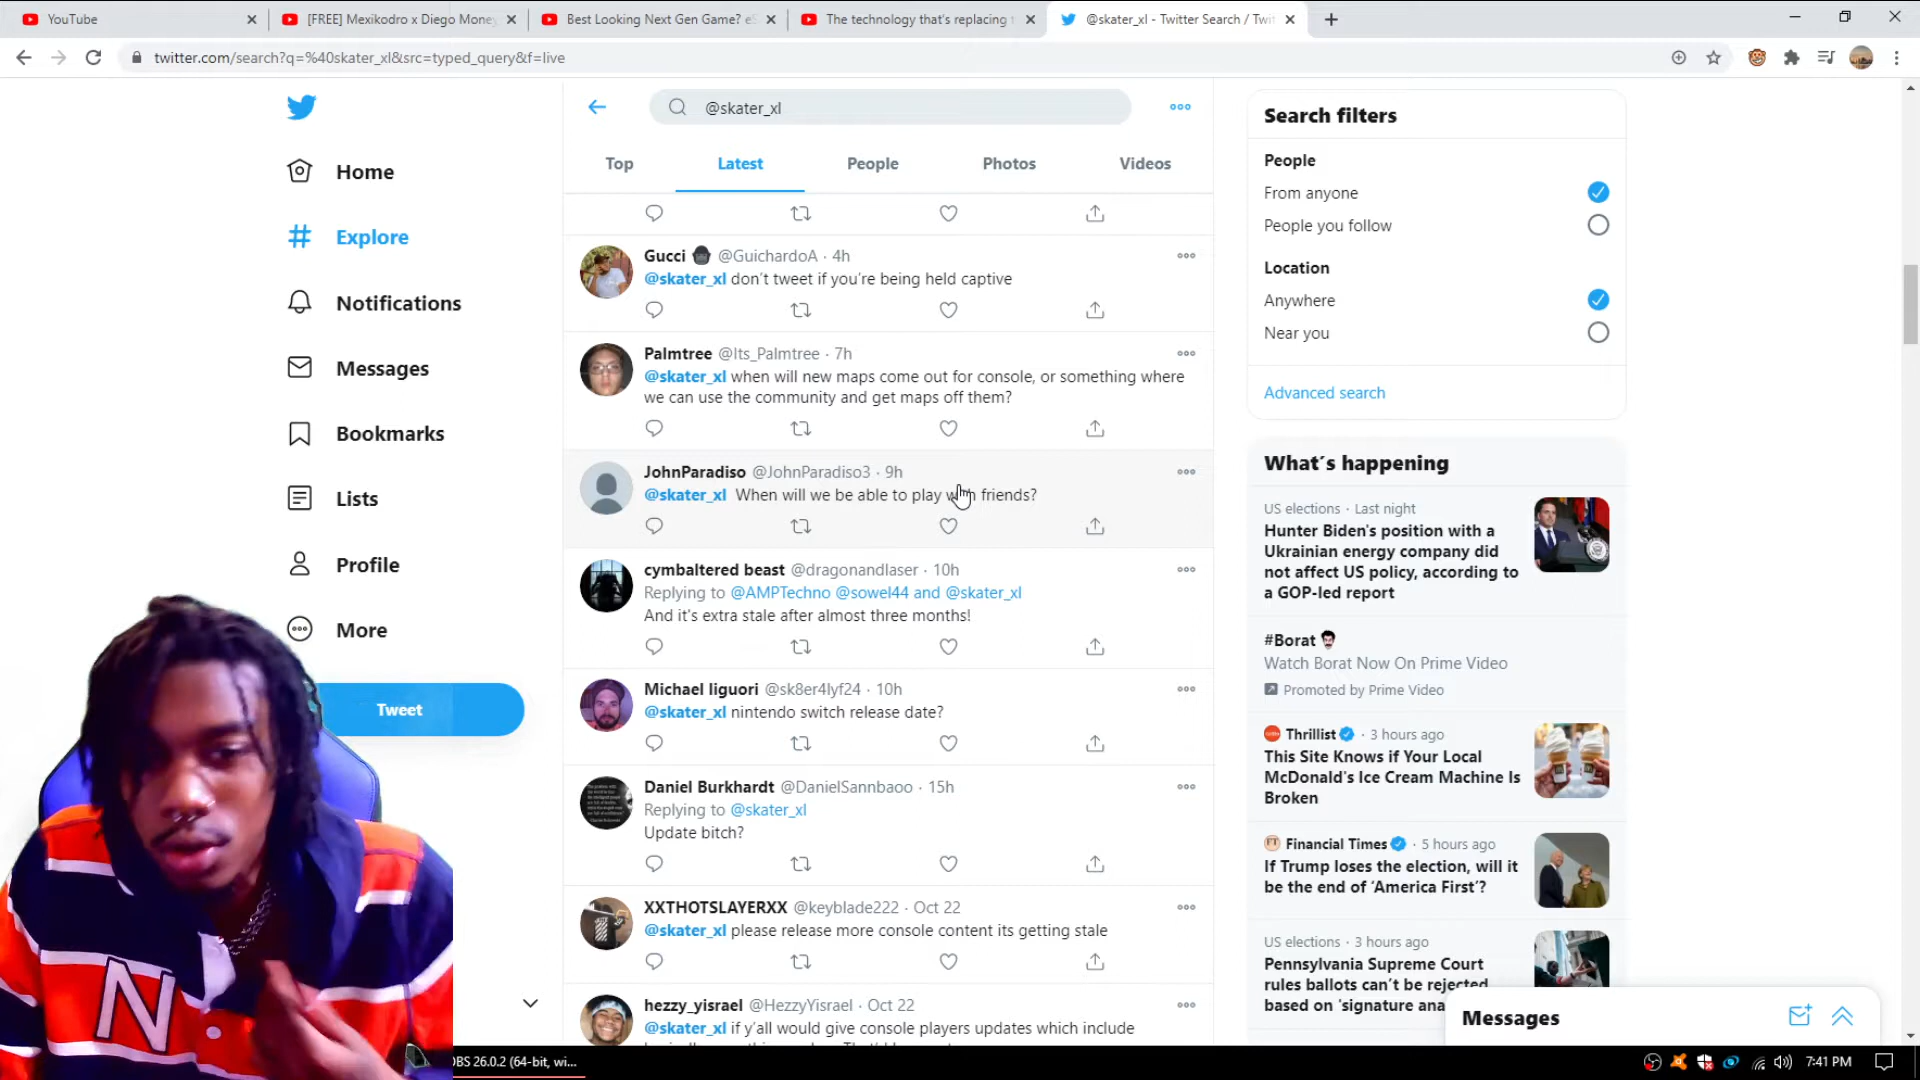 YouTube
[FREE] Mexikodro x Diego Money
Best Looking Next Gen Game? eS
The technology that's replacing
@skater_xl - Twitter Search / Twi
twitter.com/search?q=%40skater_xl&src=typed_query&f=live
@skater_xl
Top
Latest
People
Photos
Videos
Home
Explore
Notifications
Messages
Bookmarks
Lists
Profile
More
Tweet
Gucci @GuichardoA · 4h
@skater_xl don't tweet if you're being held captive
Palmtree @Its_Palmtree · 7h
@skater_xl when will new maps come out for console, or something where
we can use the community and get maps off them?
JohnParadiso @JohnParadiso3 · 9h
@skater_xl When will we be able to play with friends?
cymbaltered beast @dragonandlaser · 10h
Replying to @AMPTechno @sowel44 and @skater_xl
And it's extra stale after almost three months!
Michael liguori @sk8er4lyf24 · 10h
@skater_xl nintendo switch release date?
Daniel Burkhardt @DanielSannbaoo · 15h
Replying to @skater_xl
Update bitch?
XXTHOTSLAYERXX @keyblade222 · Oct 22
@skater_xl please release more console content its getting stale
hezzy_yisrael @HezzyYisrael · Oct 22
@skater_xl if y'all would give console players updates which include
Search filters
People
From anyone
People you follow
Location
Anywhere
Near you
Advanced search
What's happening
US elections · Last night
Hunter Biden's position with a
Ukrainian energy company did
not affect US policy, according to
a GOP-led report
#Borat
Watch Borat Now On Prime Video
Promoted by Prime Video
Thrillist · 3 hours ago
This Site Knows if Your Local
McDonald's Ice Cream Machine Is
Broken
Financial Times · 5 hours ago
If Trump loses the election, will it
be the end of 'America First'?
US elections · 3 hours ago
Pennsylvania Supreme Court
rules ballots can't be rejected
based on 'signature ana
Messages
N
OBS 26.0.2 (64-bit, wi...
7:41 PM